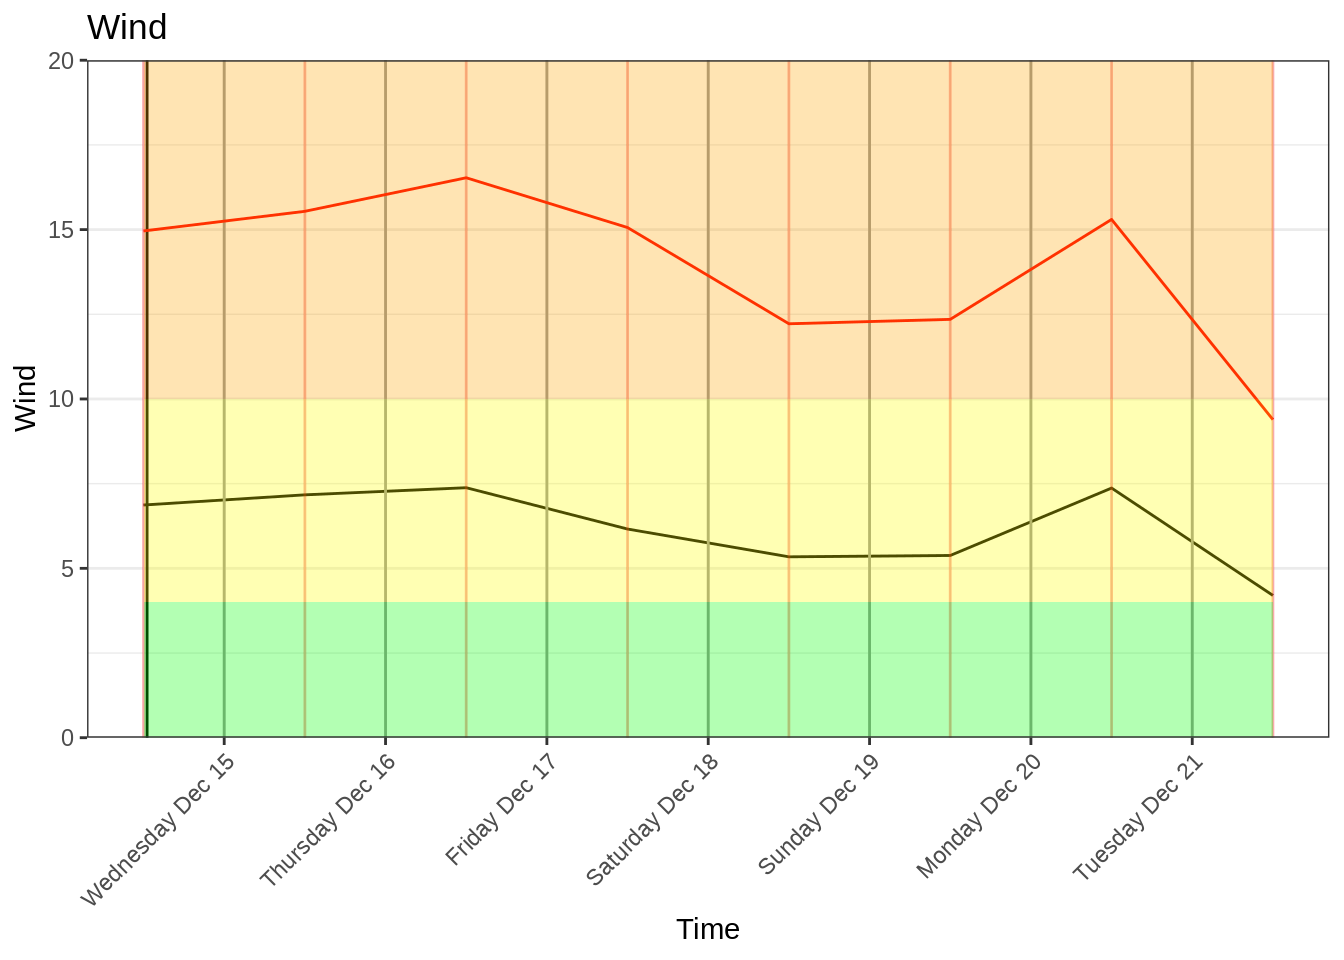 Wind
20
15
10
5
0
Wind
Wednesday Dec 15
Thursday Dec 16
Friday Dec 17
Saturday Dec 18
Sunday Dec 19
Monday Dec 20
Tuesday Dec 21
Time